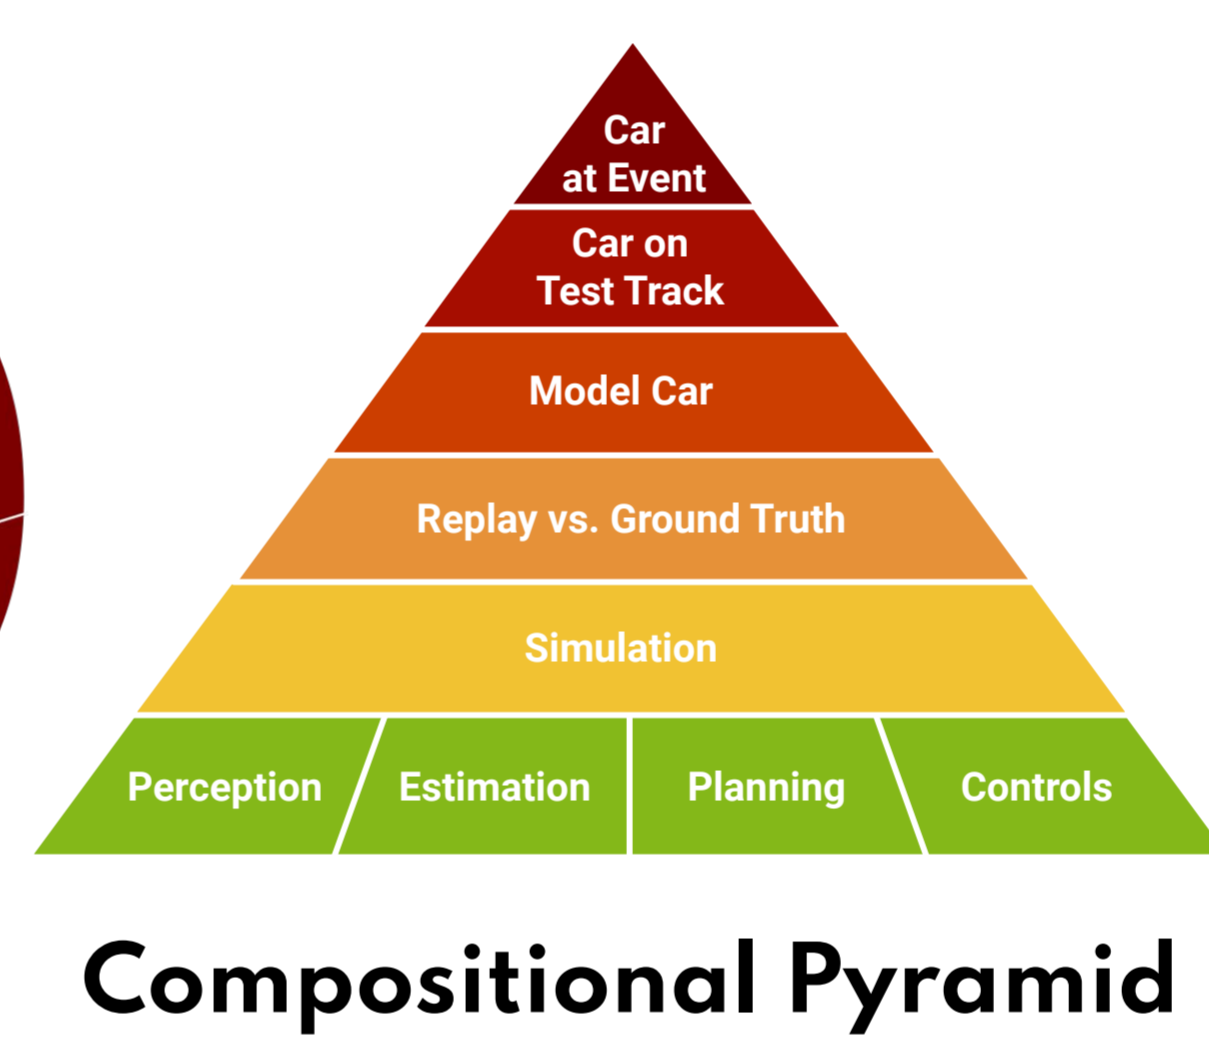 Car
at Event
Car on
Test Track
Model Car
Replay vs. Ground Truth
Simulation
Perception
Estimation
Planning
Controls
Compositional Pyramid